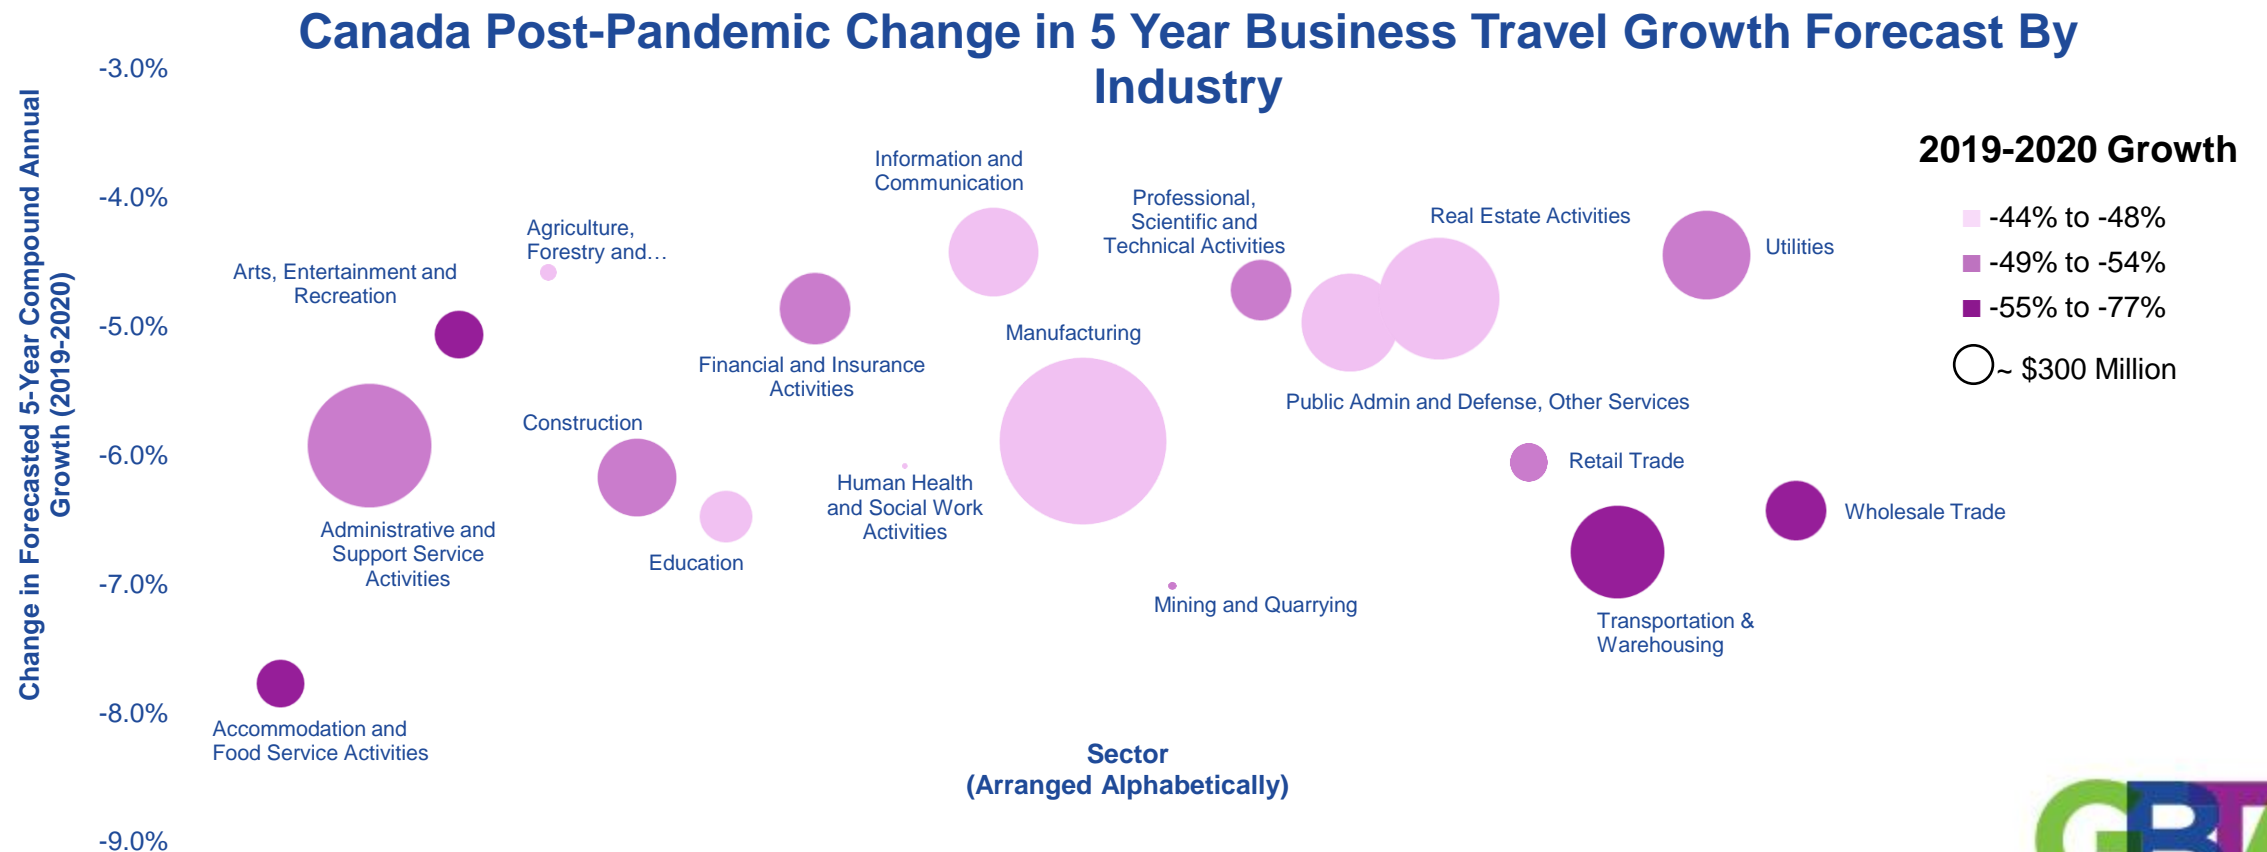 Canada Post-Pandemic Change in 5 Year Business Travel Growth Forecast By
Industry
Change in Forecasted 5-Year Compound Annual
Growth (2019-2020)
-3.0%
-4.0%
-5.0%
-6.0%
-7.0%
-8.0%
-9.0%
Accommodation and
Food Service Activities
Administrative and
Support Service
Activities
Arts, Entertainment and
Recreation
Agriculture,
Forestry and…
Construction
Education
Financial and Insurance
Activities
Human Health
and Social Work
Activities
Information and
Communication
Manufacturing
Mining and Quarrying
Professional,
Scientific and
Technical Activities
Public Admin and Defense, Other Services
Real Estate Activities
Retail Trade
Transportation &
Warehousing
Utilities
Wholesale Trade
2019-2020 Growth
-44% to -48%
-49% to -54%
-55% to -77%
~ $300 Million
Sector
(Arranged Alphabetically)
GBTA